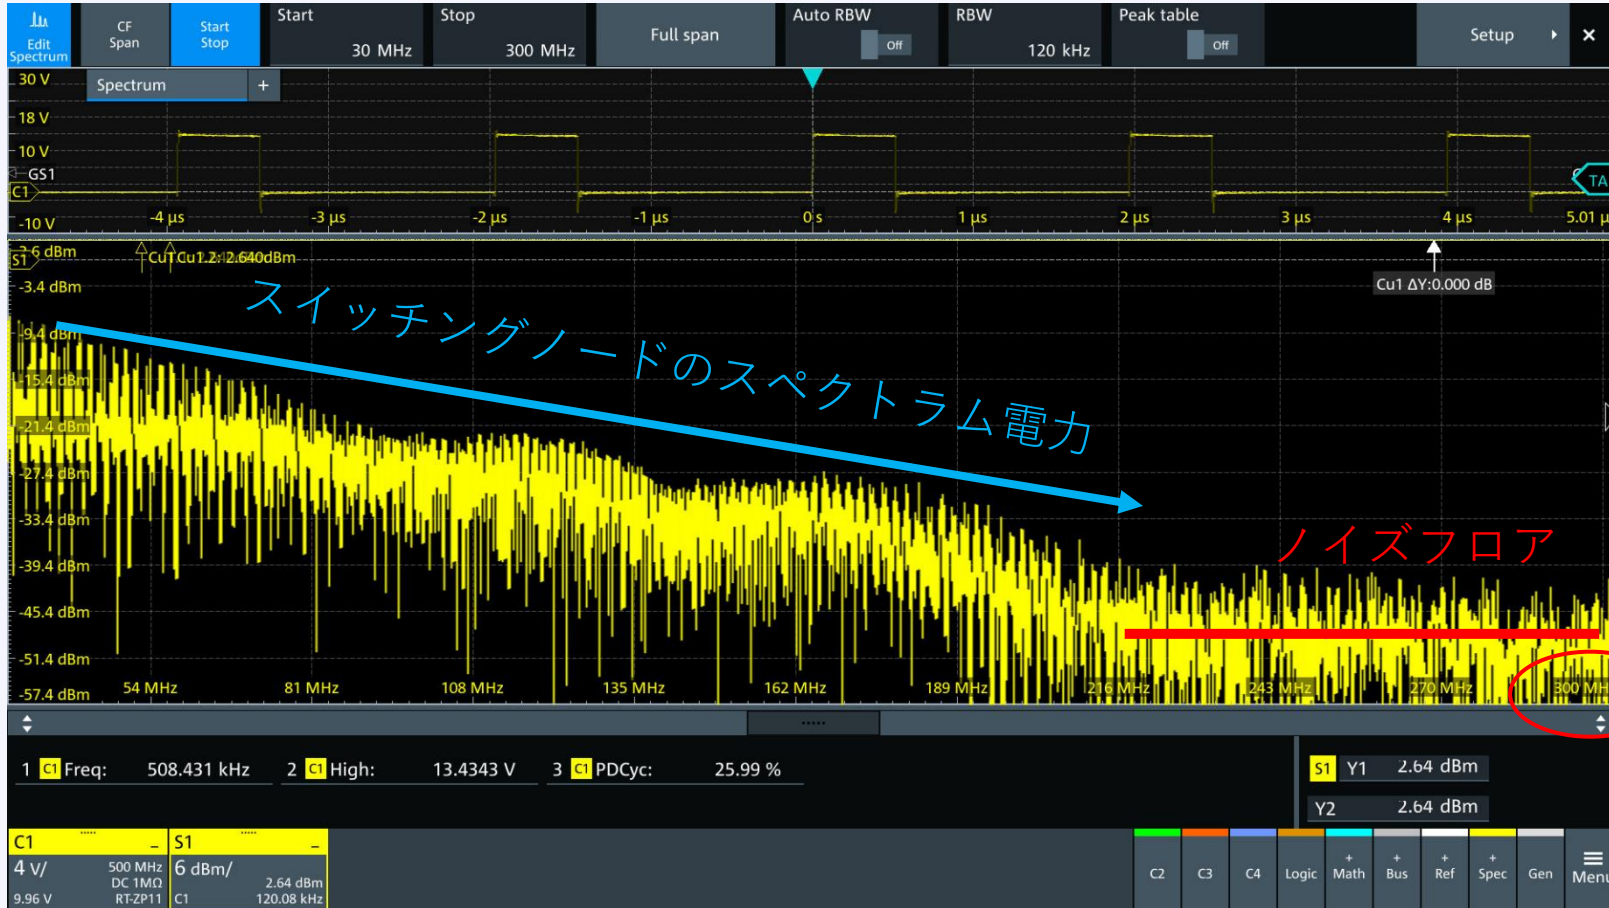 Edit
Spectrum
CF
Span
Start
Stop
Start
30 MHz
Stop
300 MHz
Full span
Auto RBW
Off
RBW
120 kHz
Peak table
Off
Setup
30 V
Spectrum
+
18 V
10 V
GS1
C1
TA
-10 V
-4 µs
-3 µs
-2 µs
-1 µs
0 s
1 µs
2 µs
3 µs
4 µs
5.01 µ
S1
Cu1.2: 2.640dBm
Cu1 ΔY:0.000 dB
-3.4 dBm
スイッチングノードのスペクトラム電力
-9.4 dBm
-15.4 dBm
-21.4 dBm
-27.4 dBm
-33.4 dBm
ノイズフロア
-39.4 dBm
-45.4 dBm
-51.4 dBm
-57.4 dBm
54 MHz
81 MHz
108 MHz
135 MHz
162 MHz
189 MHz
216 MHz
243 MHz
270 MHz
300 MH
1 C1 Freq: 508.431 kHz
2 C1 High: 13.4343 V
3 C1 PDCyc: 25.99 %
S1 Y1 2.64 dBm
Y2 2.64 dBm
C1
4 V/
500 MHz
DC 1MΩ
9.96 V
RT-ZP11
S1
6 dBm/
2.64 dBm
C1
120.08 kHz
C2
C3
C4
Logic
+
Math
+
Bus
+
Ref
+
Spec
Gen
Menu